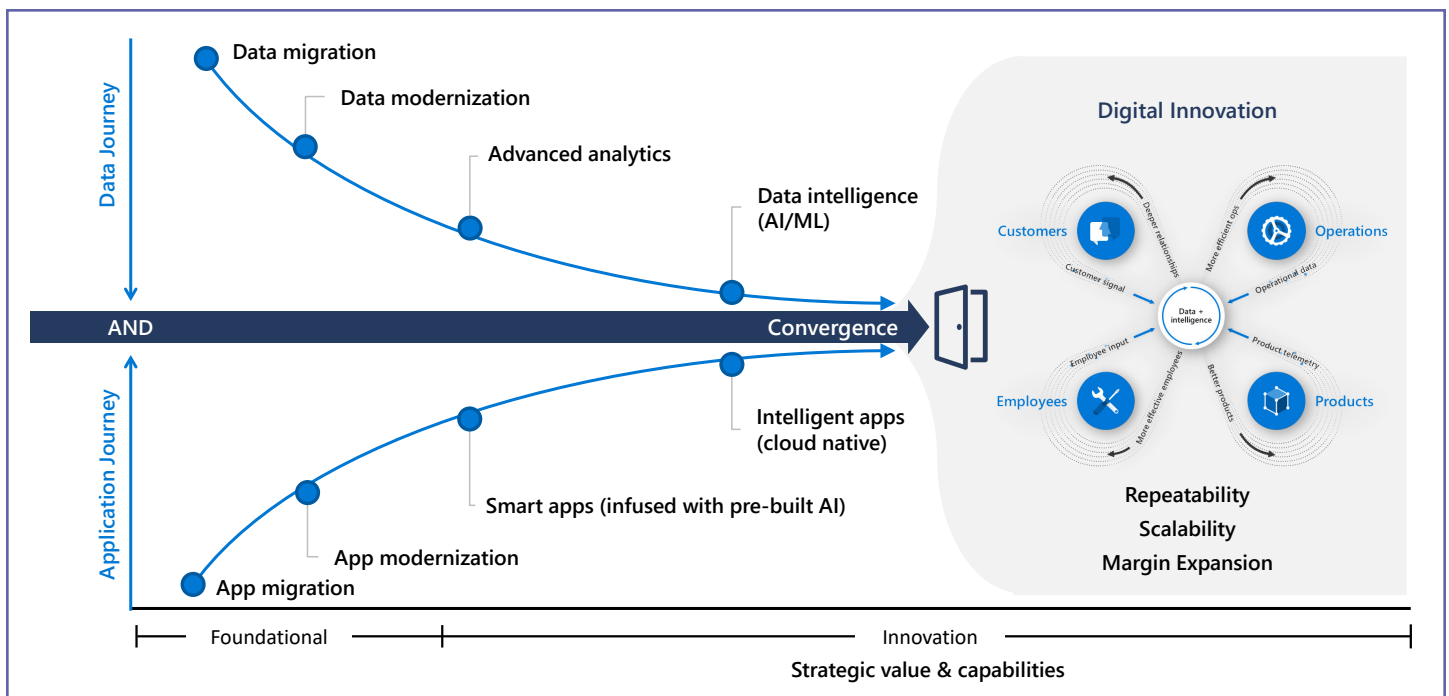 Data Journey
Data migration
Data modernization
Advanced analytics
Data intelligence
(AI/ML)
AND
Convergence
Application Journey
Intelligent apps
(cloud native)
Smart apps (infused with pre-built AI)
App modernization
App migration
Digital Innovation
Customers
Deeper relationships
Customer signal
More efficient ops
Operations
Operational data
Data +
intelligence
Employee input
Employees
More effective employees
Product telemetry
Better products
Products
Repeatability
Scalability
Margin Expansion
Foundational
Innovation
Strategic value & capabilities